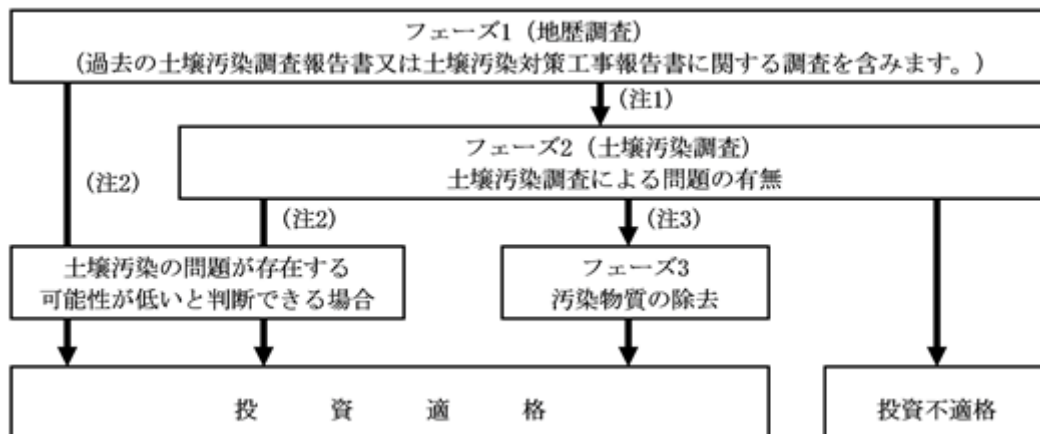 フェーズ1(地歴調査)
(過去の土壌汚染調査報告書又は土壌汚染対策工事報告書に関する調査を含みます。)
(注1)
フェーズ2(土壌汚染調査)
土壌汚染調査による問題の有無
(注2)
(注2)
(注3)
土壌汚染の問題が存在する
可能性が低いと判断できる場合
フェーズ3
汚染物質の除去
投資適格
投資不適格